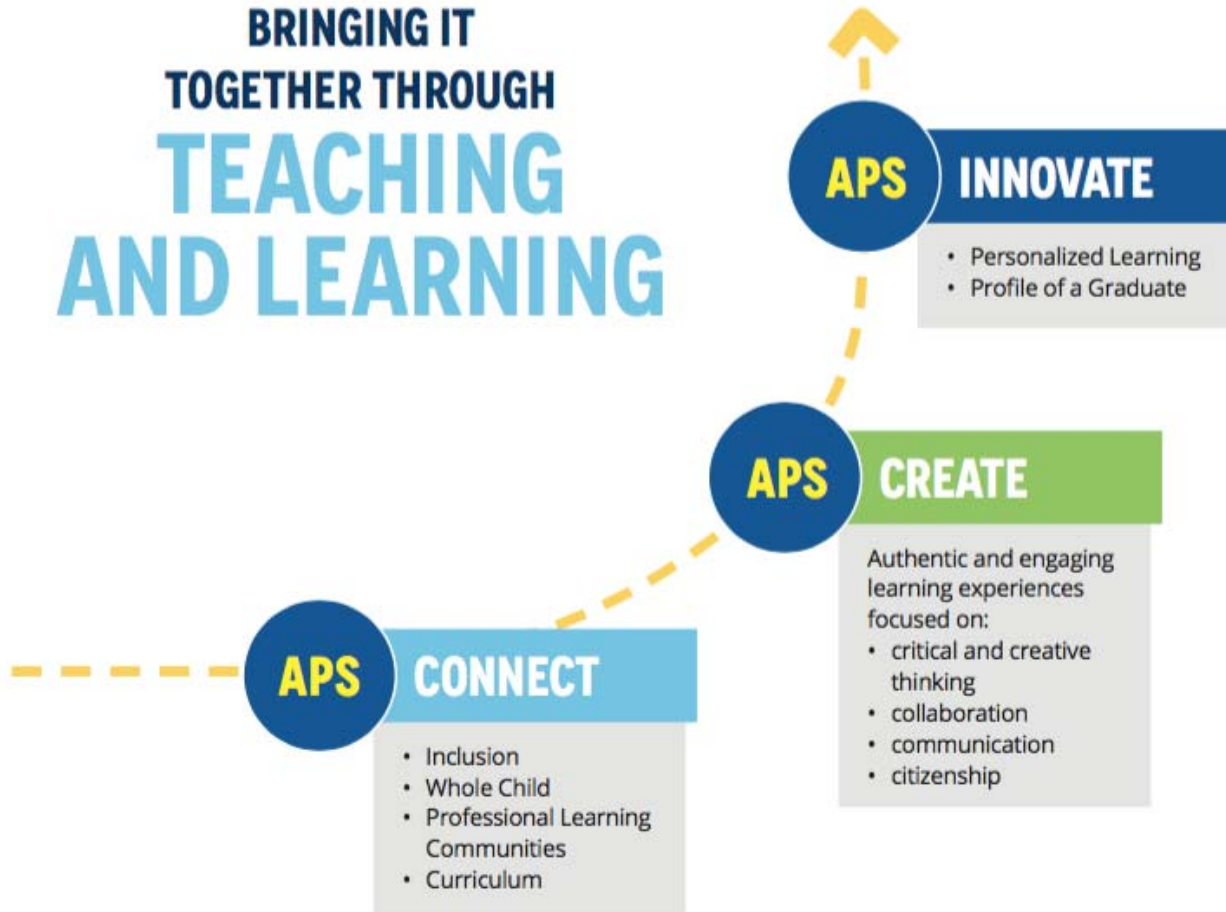 BRINGING IT
TOGETHER THROUGH
TEACHING
AND LEARNING
APS INNOVATE
• Personalized Learning
• Profile of a Graduate
APS CREATE
Authentic and engaging
learning experiences
focused on:
• critical and creative
thinking
• collaboration
• communication
• citizenship
APS CONNECT
• Inclusion
• Whole Child
• Professional Learning
Communities
• Curriculum